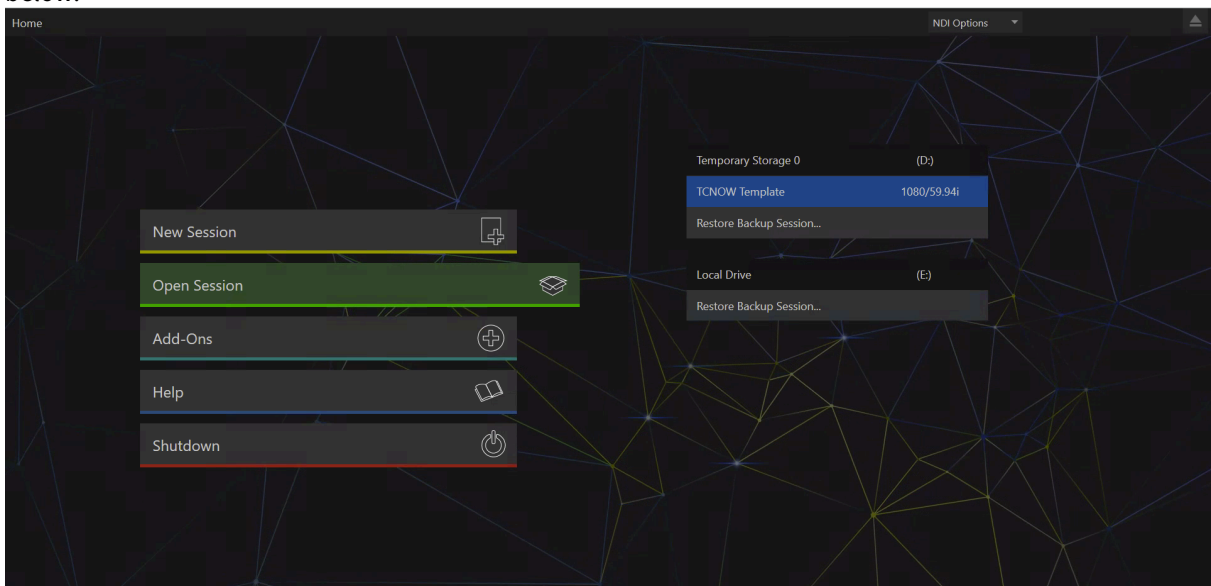 below.
Home
NDI Options
New Session
Open Session
Add-Ons
Help
Shutdown
Temporary Storage 0 (D:)
TCNOW Template 1080/59.94i
Restore Backup Session...
Local Drive (E:)
Restore Backup Session...